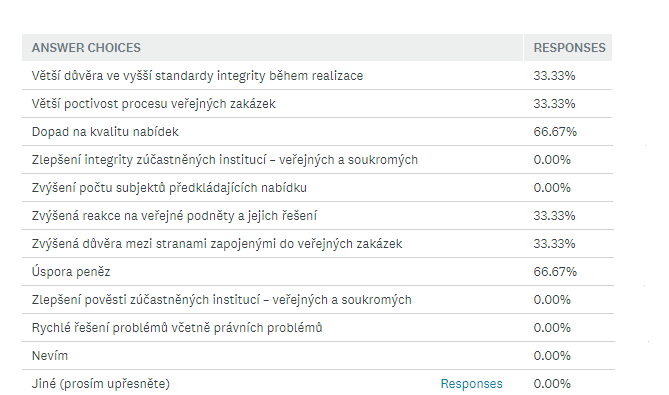 ANSWER CHOICES RESPONSES
Větší důvěra ve vyšší standardy integrity během realizace 33.33%
Větší poctivost procesu veřejných zakázek 33.33%
Dopad na kvalitu nabídek 66.67%
Zlepšení integrity zúčastněných institucí – veřejných a soukromých 0.00%
Zvýšení počtu subjektů předkládajících nabídku 0.00%
Zvýšená reakce na veřejné podněty a jejich řešení 33.33%
Zvýšená důvěra mezi stranami zapojenými do veřejných zakázek 33.33%
Úspora peněz 66.67%
Zlepšení pověsti zúčastněných institucí – veřejných a soukromých 0.00%
Rychlé řešení problémů včetně právních problémů 0.00%
Nevím 0.00%
Jiné (prosím upřesněte) Responses 0.00%